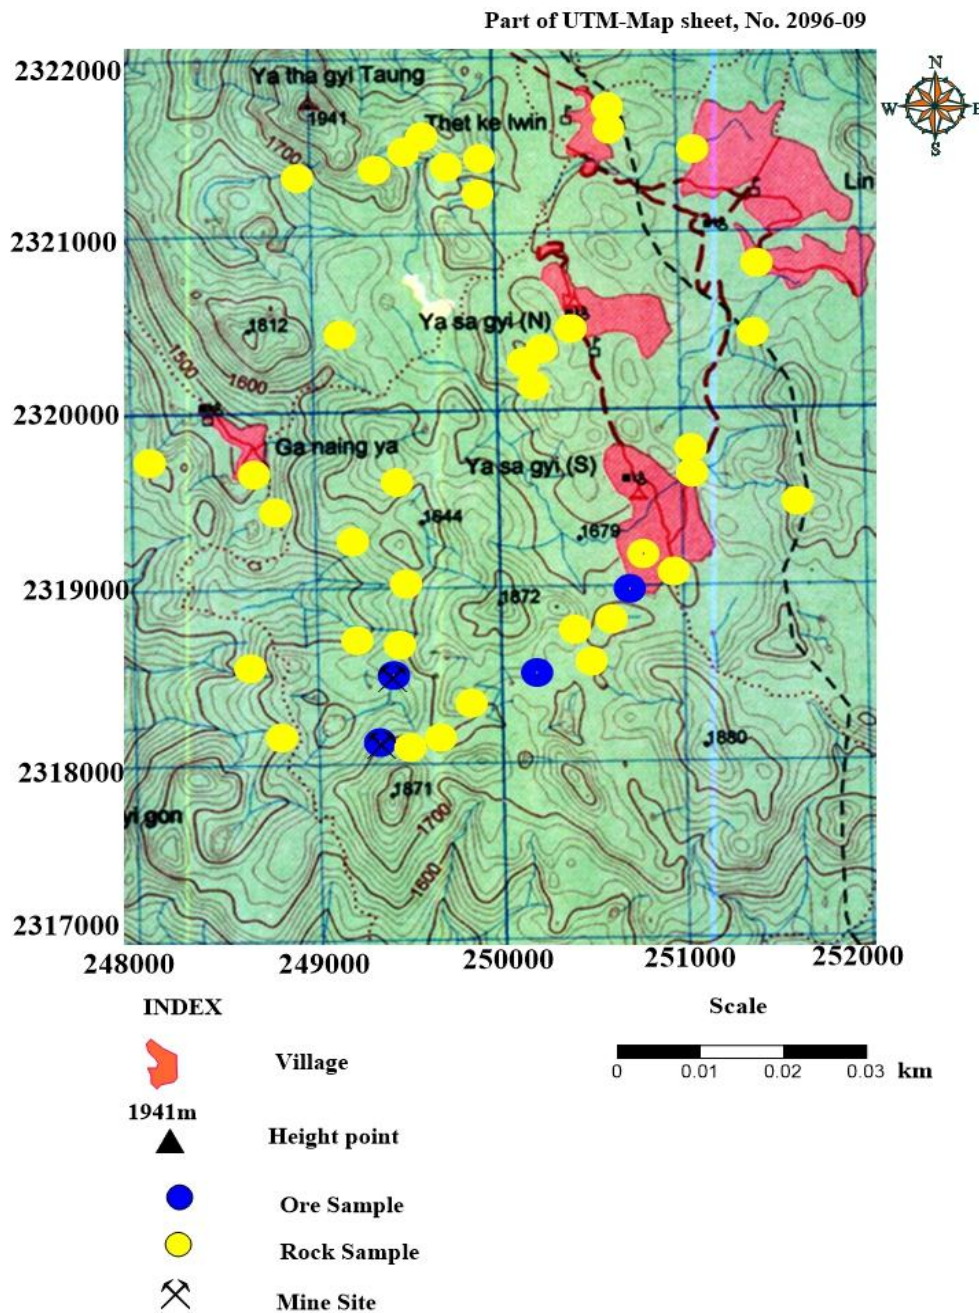 Part of UTM-Map sheet, No. 2096-09
2322000
Ya tha gyi Taung
N
W
E
S
1941
Thet ke lwin
1700
Lin
2321000
Ya sa gyi (N)
1812
1500
1600
2320000
Ga naing ya
Ya sa gyi (S)
1644
1679
2319000
1872
1880
2318000
1871
yi gon
1700
1600
2317000
248000
249000
250000
251000
252000
INDEX
Scale
Village
0
0.01
0.02
0.03
km
1941m
Height point
Ore Sample
Rock Sample
Mine Site